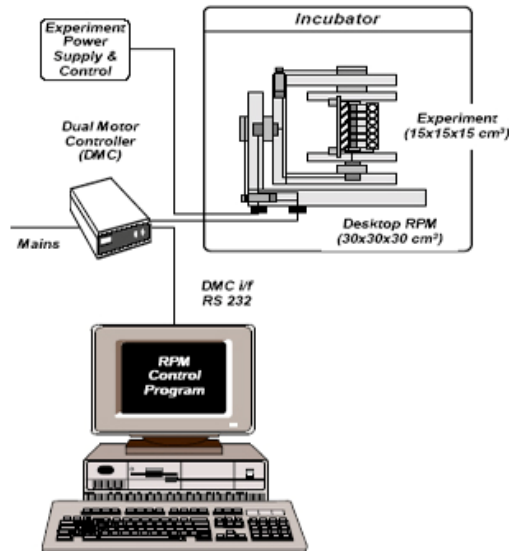 Experiment
Power
Supply &
Control
Incubator
Dual Motor
Controller
(DMC)
Experiment
(15x15x15 cm³)
Desktop RPM
(30x30x30 cm³)
Mains
DMC i/f
RS 232
RPM
Control
Program